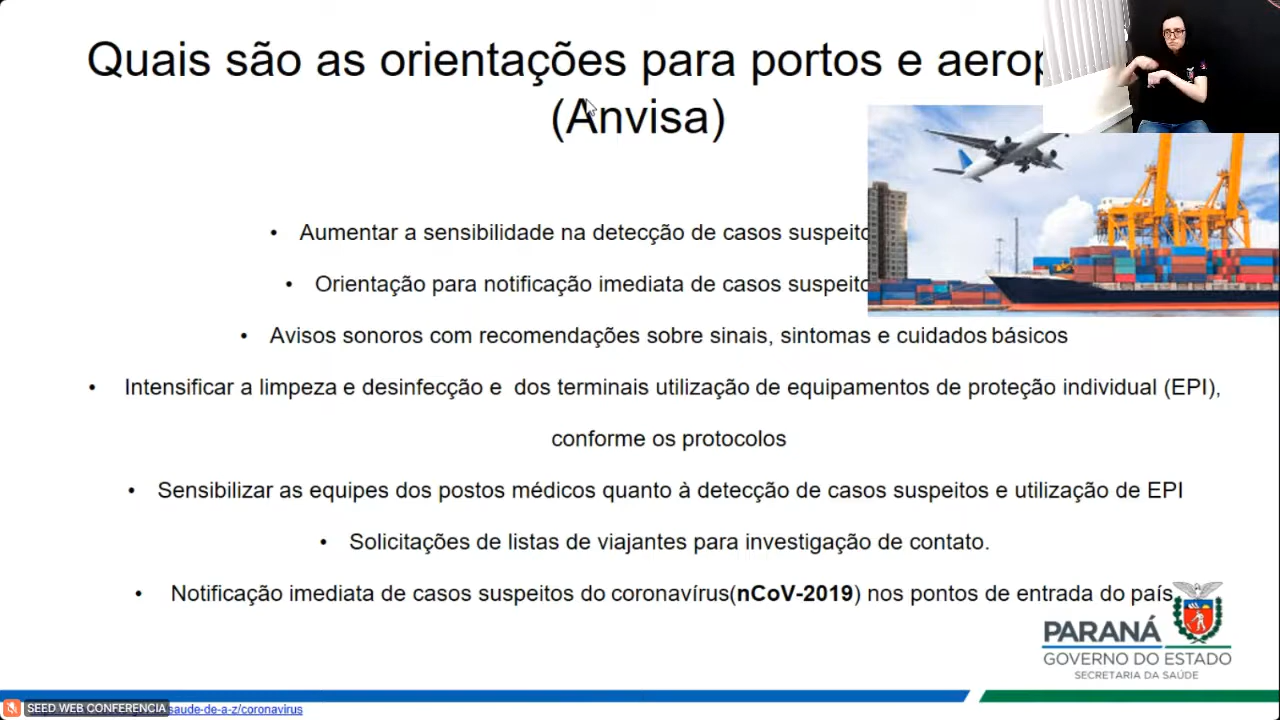 Quais são as orientações para portos e
(Anvisa)
• Aumentar a sensibilidade na detecção de casos
• Orientação para notificação imediata de casos
• Avisos sonoros com recomendações sobre sinais, sintomas e cuidados básicos
• Intensificar a limpeza e desinfecção e dos terminais utilização de equipamentos de proteção individual (EPI),
conforme os protocolos
• Sensibilizar as equipes dos postos médicos quanto à detecção de casos suspeitos e utilização de EPI
• Solicitações de listas de viajantes para investigação de contato.
• Notificação imediata de casos suspeitos do coronavírus(nCoV-2019) nos pontos de entrada do país
PARANÁ
GOVERNO DO ESTADO
SECRETARIA DA SAÚDE
SEED WEB CONFERENCIA
saude-de-a-z/coronavirus